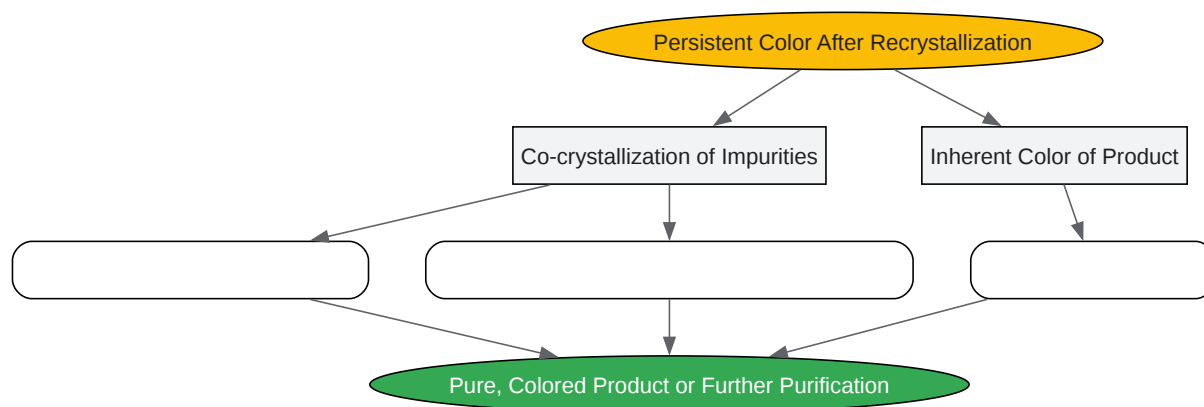 Persistent Color After Recrystallization
Co-crystallization of Impurities
Inherent Color of Product
Pure, Colored Product or Further Purification